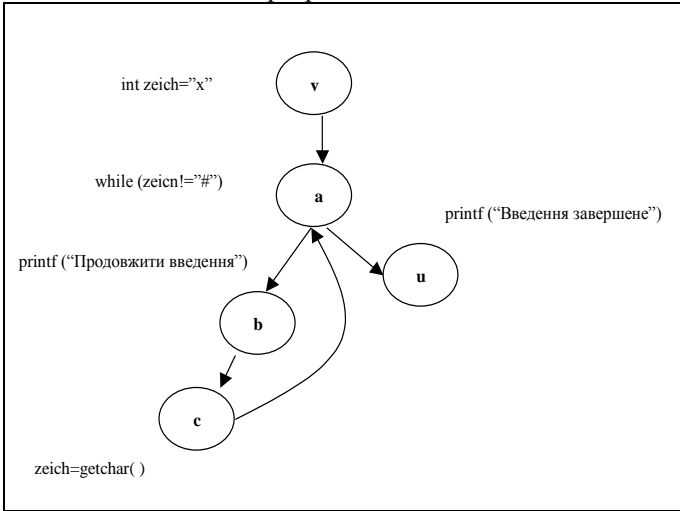 int zeich=”x”
v
while (zeicn!=”#”)
a
printf (“Введення завершене”)
printf (“Продовжити введення”)
u
b
c
zeich=getchar( )